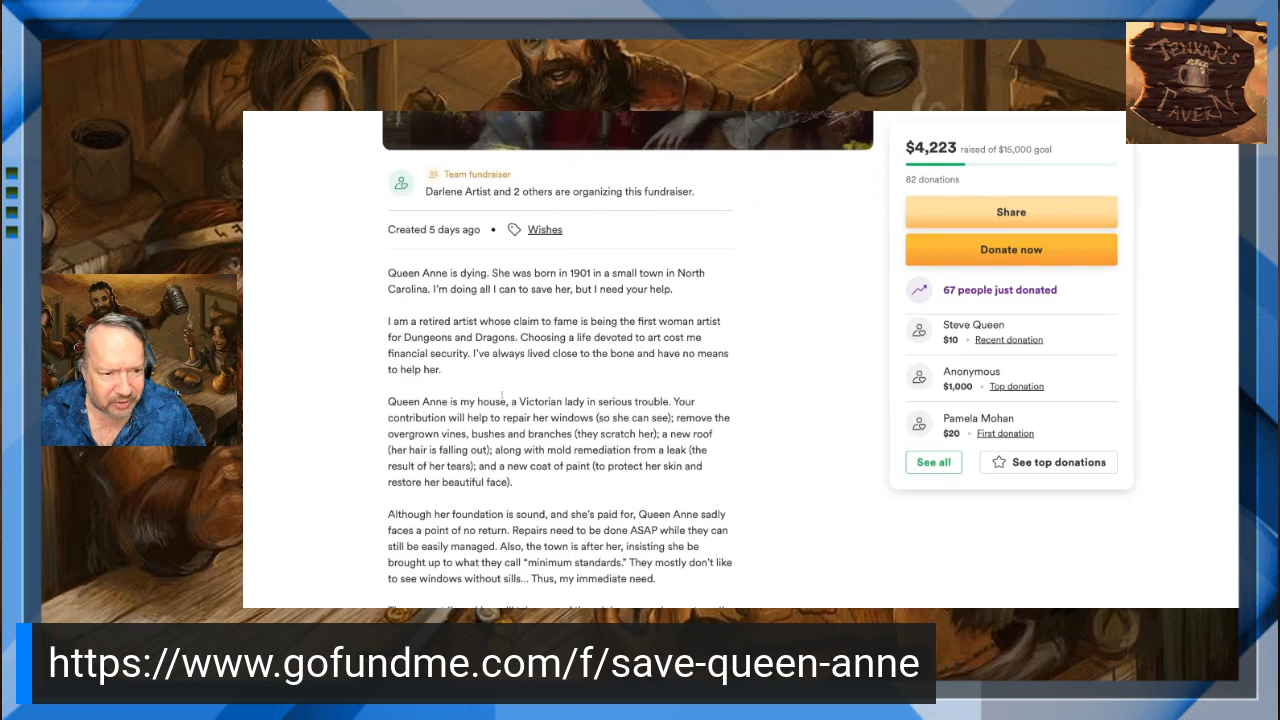 TENKAR'S
TAVERN
$4,223 raised of $15,000 goal
82 donations
Share
Donate now
67 people just donated
Steve Queen
$10 • Recent donation
Anonymous
$1,000 • Top donation
Pamela Mohan
$20 • First donation
See all
See top donations
Team fundraiser
Darlene Artist and 2 others are organizing this fundraiser.
Created 5 days ago • Wishes
Queen Anne is dying. She was born in 1901 in a small town in North
Carolina. I'm doing all I can to save her, but I need your help.
I am a retired artist whose claim to fame is being the first woman artist
for Dungeons and Dragons. Choosing a life devoted to art cost me
financial security. I've always lived close to the bone and have no means
to help her.
Queen Anne is my house, a Victorian lady in serious trouble. Your
contribution will help to repair her windows (so she can see); remove the
overgrown vines, bushes and branches (they scratch her); a new roof
(her hair is falling out); along with mold remediation from a leak (the
result of her tears); and a new coat of paint (to protect her skin and
restore her beautiful face).
Although her foundation is sound, and she's paid for, Queen Anne sadly
faces a point of no return. Repairs need to be done ASAP while they can
still be easily managed. Also, the town is after her, insisting she be
brought up to what they call “minimum standards.” They mostly don't like
to see windows without sills... Thus, my immediate need.
https://www.gofundme.com/f/save-queen-anne